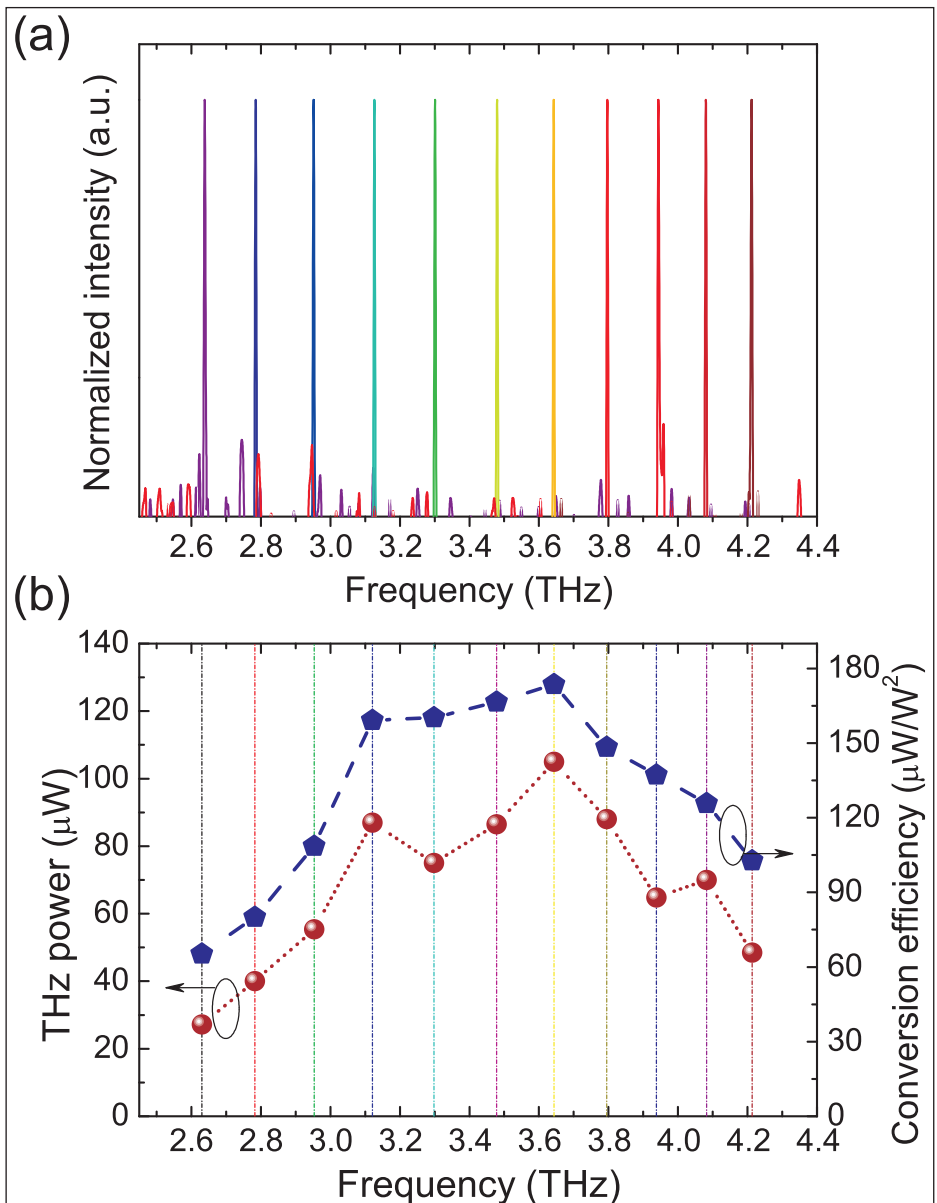 (a)
Normalized intensity (a.u.)
2.6 2.8 3.0 3.2 3.4 3.6 3.8 4.0 4.2 4.4
Frequency (THz)
(b)
THz power (μW)
140
120
100
80
60
40
20
0
180
150
120
90
60
30
0
Conversion efficiency (μW/W²)
2.6 2.8 3.0 3.2 3.4 3.6 3.8 4.0 4.2 4.4
Frequency (THz)